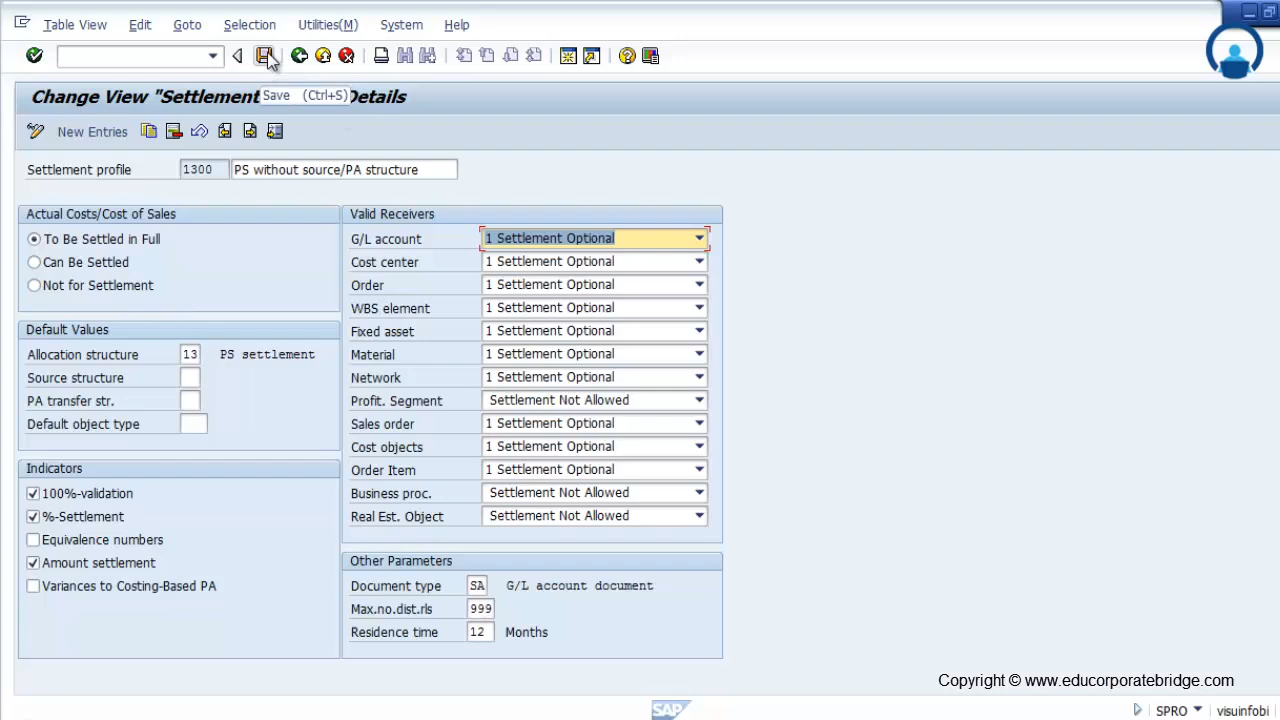 Table View Edit Goto Selection Utilities(M) System Help
Change View "Settlement Details
Save (Ctrl+S)
New Entries
Settlement profile 1300 PS without source/PA structure
Actual Costs/Cost of Sales
To Be Settled in Full
Can Be Settled
Not for Settlement
Default Values
Allocation structure 13 PS settlement
Source structure
PA transfer str.
Default object type
Indicators
100%-validation
%-Settlement
Equivalence numbers
Amount settlement
Variances to Costing-Based PA
Valid Receivers
G/L account 1 Settlement Optional
Cost center 1 Settlement Optional
Order 1 Settlement Optional
WBS element 1 Settlement Optional
Fixed asset 1 Settlement Optional
Material 1 Settlement Optional
Network 1 Settlement Optional
Profit. Segment Settlement Not Allowed
Sales order 1 Settlement Optional
Cost objects 1 Settlement Optional
Order Item 1 Settlement Optional
Business proc. Settlement Not Allowed
Real Est. Object Settlement Not Allowed
Other Parameters
Document type SA G/L account document
Max.no.dist.rls 999
Residence time 12 Months
Copyright © www.educorporatebridge.com
SAP SPRO visuinfobi